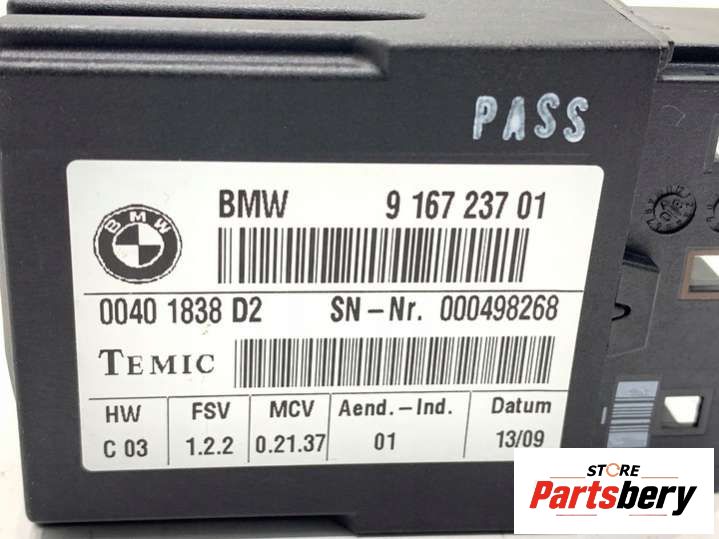 PASS
BMW 9 167 237 01
BMW
0040 1838 D2 SN-Nr. 000498268
TEMIC
HW FSV MCV Aend.-Ind. Datum
C 03 1.2.2 0.21.37 01 13/09
STORE
Partsbery